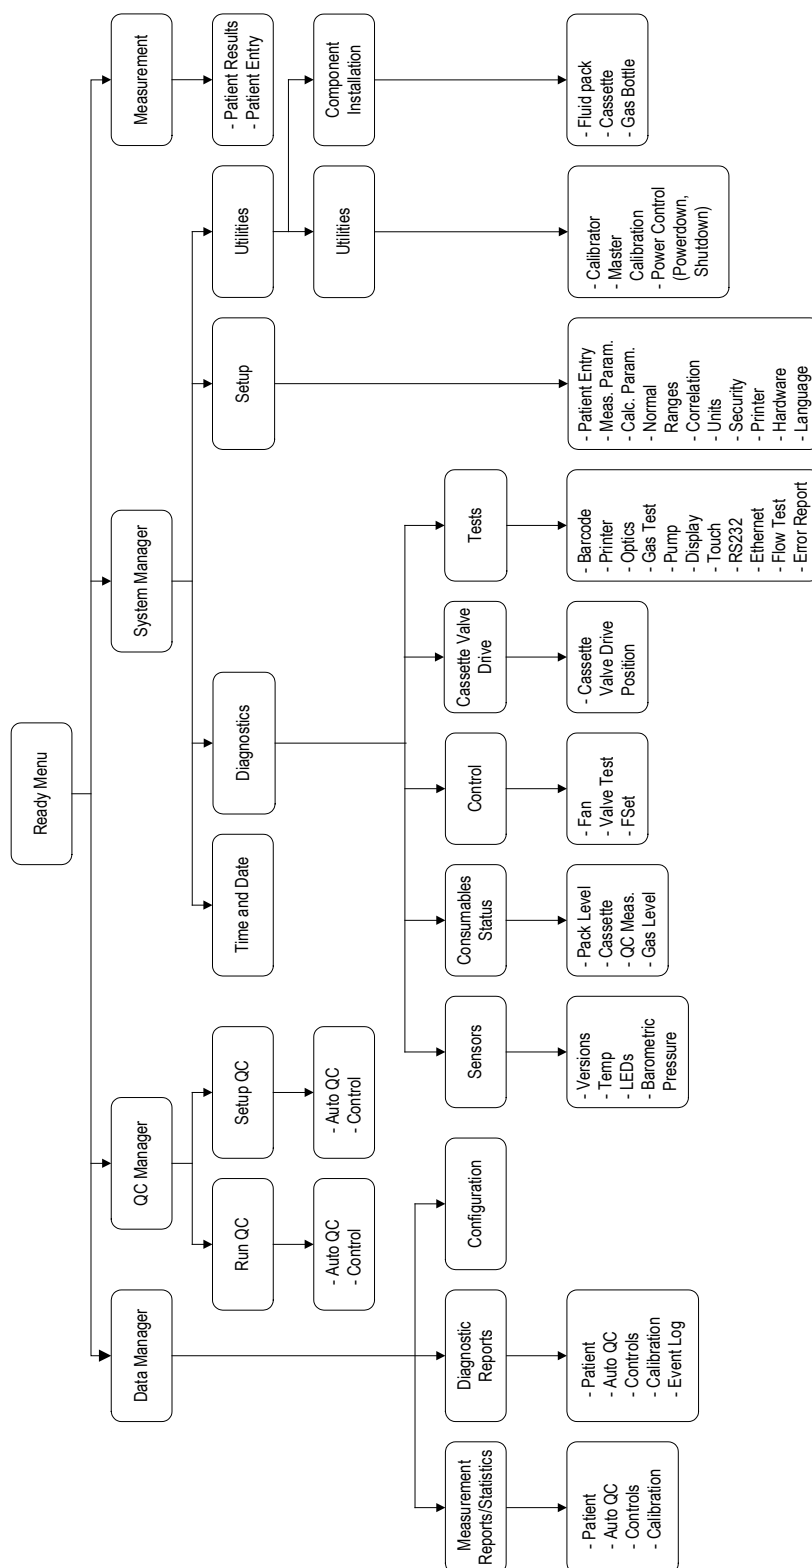 Ready Menu
Data Manager
QC Manager
System Manager
Measurement
Run QC
Setup QC
Time and Date
Diagnostics
Setup
Utilities
- Patient Results
- Patient Entry
- Auto QC
- Control
- Auto QC
- Control
Utilities
Component
Installation
Measurement
Reports/Statistics
Diagnostic
Reports
Configuration
Sensors
Consumables
Status
Control
Cassette Valve
Drive
Tests
- Patient
- Auto QC
- Controls
- Calibration
- Patient
- Auto QC
- Controls
- Calibration
- Event Log
- Versions
- Temp
- LEDs
- Barometric
Pressure
- Pack Level
- Cassette
- QC Meas.
- Gas Level
- Fan
- Valve Test
- FSet
- Cassette
Valve Drive
Position
- Barcode
- Printer
- Optics
- Gas Test
- Pump
- Display
- Touch
- RS232
- Ethernet
- Flow Test
- Error Report
- Patient Entry
- Meas. Param.
- Calc. Param.
- Normal
Ranges
- Correlation
- Units
- Security
- Printer
- Hardware
- Language
- Calibrator
- Master
Calibration
- Power Control
(Powerdown,
Shutdown)
- Fluid pack
- Cassette
- Gas Bottle